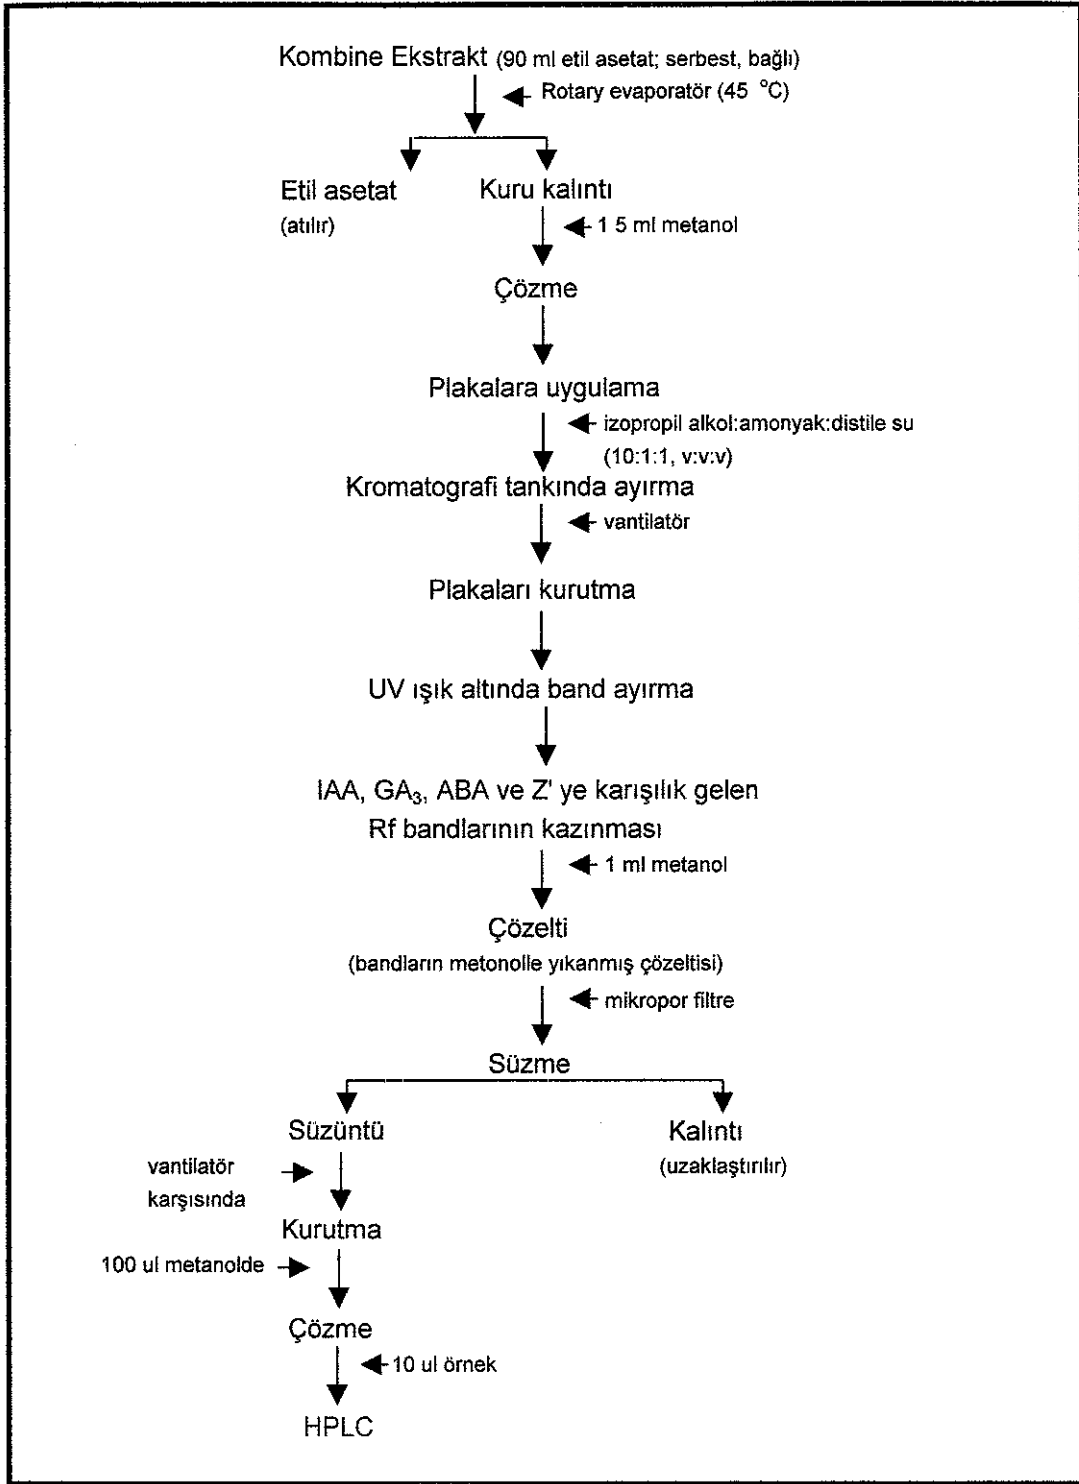 Kombine Ekstrakt (90 ml etil asetat; serbest, bağlı)
Rotary evaporatör (45 °C)
Etil asetat
(atılır)
Kuru kalıntı
1 5 ml metanol
Çözme
Plakalara uygulama
izopropil alkol:amonyak:distile su
(10:1:1, v:v:v)
Kromatografi tankında ayırma
vantilatör
Plakaları kurutma
UV ışık altında band ayırma
IAA, GA₃, ABA ve Z' ye karışılık gelen
Rf bandlarının kazınması
1 ml metanol
Çözelti
(bandların metonolle yıkanmış çözeltisi)
mikropor filtre
Süzme
Süzüntü
Kalıntı
(uzaklaştırılır)
vantilatör
karşısında
Kurutma
100 ul metanolde
Çözme
10 ul örnek
HPLC